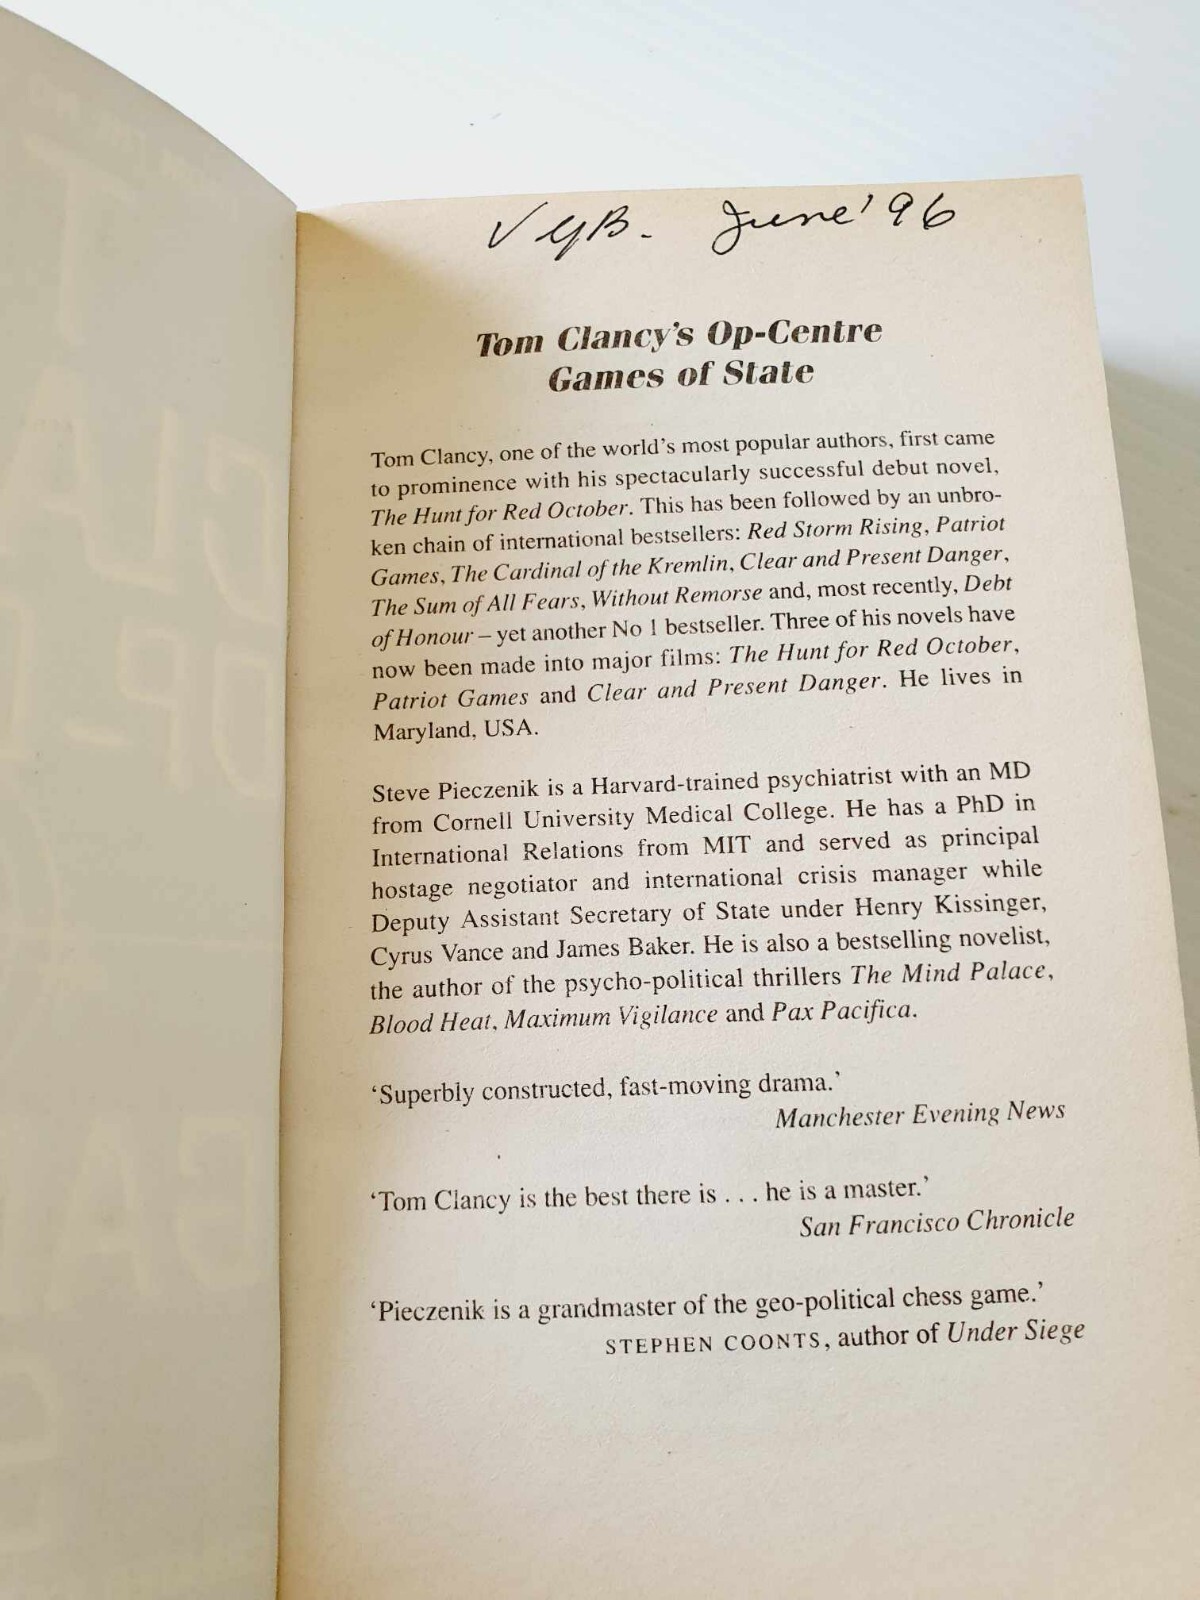 VGB. June '96
Tom Clancy's Op-Centre
Games of State
Tom Clancy, one of the world's most popular authors, first came
to prominence with his spectacularly successful debut novel,
The Hunt for Red October. This has been followed by an unbro-
ken chain of international bestsellers: Red Storm Rising, Patriot
Games, The Cardinal of the Kremlin, Clear and Present Danger,
The Sum of All Fears, Without Remorse and, most recently, Debt
of Honour – yet another No 1 bestseller. Three of his novels have
now been made into major films: The Hunt for Red October,
Patriot Games and Clear and Present Danger. He lives in
Maryland, USA.
Steve Pieczenik is a Harvard-trained psychiatrist with an MD
from Cornell University Medical College. He has a PhD in
International Relations from MIT and served as principal
hostage negotiator and international crisis manager while
Deputy Assistant Secretary of State under Henry Kissinger,
Cyrus Vance and James Baker. He is also a bestselling novelist,
the author of the psycho-political thrillers The Mind Palace,
Blood Heat, Maximum Vigilance and Pax Pacifica.
'Superbly constructed, fast-moving drama.'
Manchester Evening News
'Tom Clancy is the best there is . . . he is a master.'
San Francisco Chronicle
'Pieczenik is a grandmaster of the geo-political chess game.'
STEPHEN COONTS, author of Under Siege